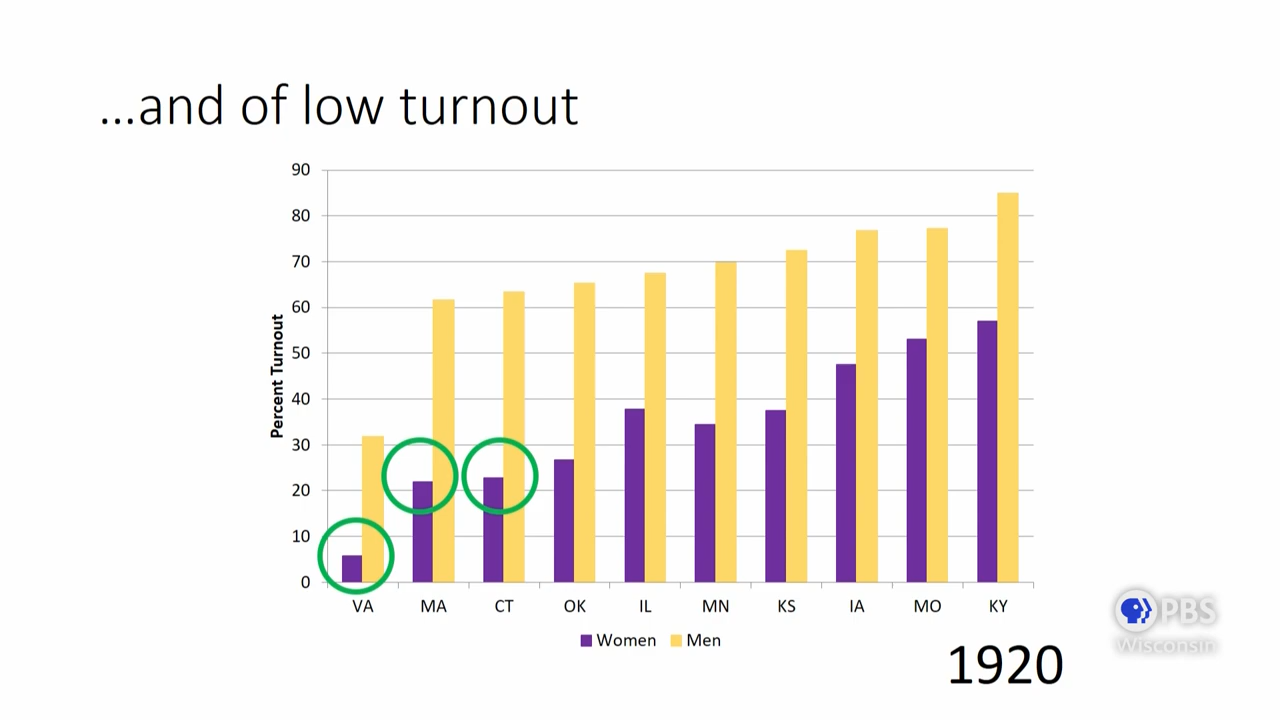 ...and of low turnout
90
80
70
60
50
40
30
20
10
0
Percent Turnout
VA MA CT OK IL MN KS IA MO KY
Women Men
1920
PBS
Wisconsin